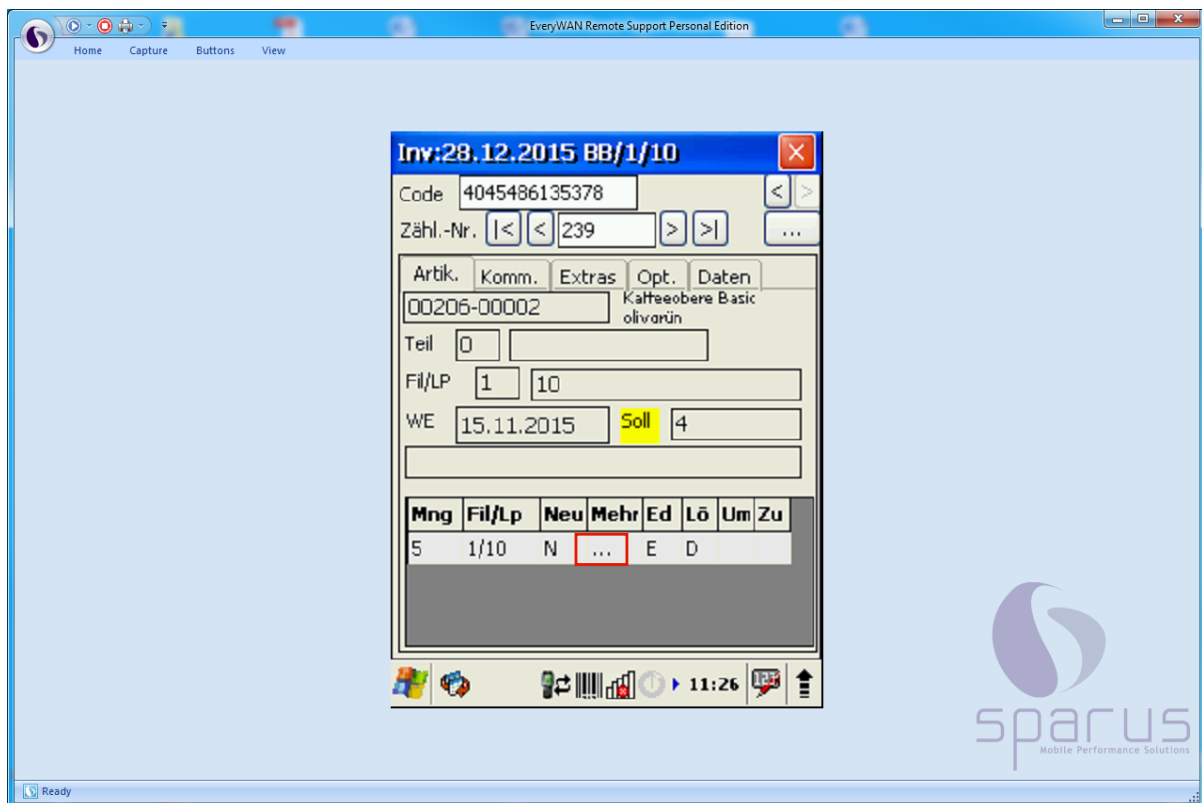 EveryWAN Remote Support Personal Edition
Home Capture Buttons View
Inv:28.12.2015 BB/1/10
Code 4045486135378 < >
Zähl.-Nr. |< < 239 > >| ...
Artik. Komm. Extras Opt. Daten
00206-00002 Kaffeeobere Basic
olivgrün
Teil 0
Fil/LP 1 10
WE 15.11.2015 Soll 4
Mng Fil/Lp Neu Mehr Ed Lö Um Zu
5 1/10 N ... E D
11:26 123
sparus
Mobile Performance Solutions
Ready